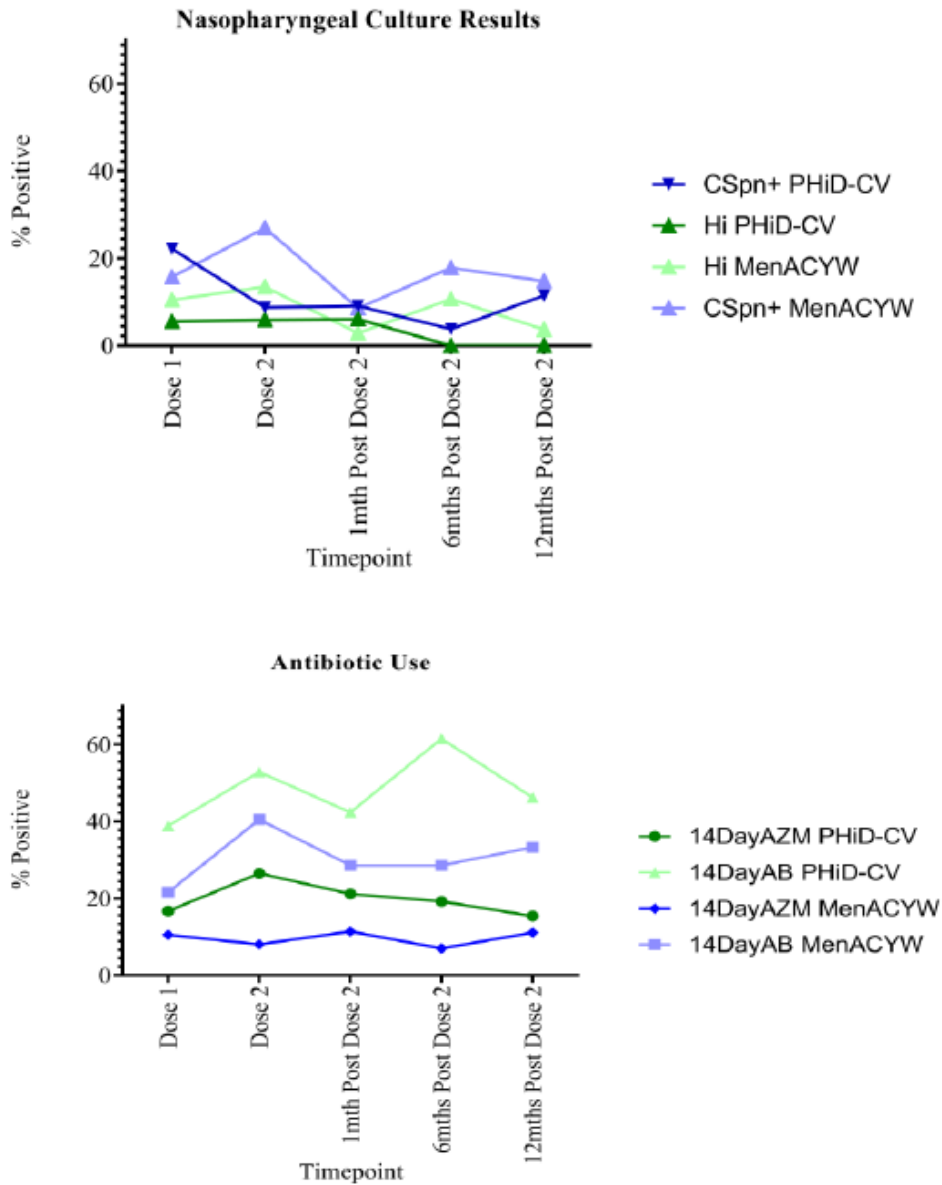 Nasopharyngeal Culture Results
% Positive
60
40
20
0
Dose 1
Dose 2
1mth Post Dose 2
6mths Post Dose 2
12mths Post Dose 2
Timepoint
CSpn+ PHiD-CV
Hi PHiD-CV
Hi MenACYW
CSpn+ MenACYW
Antibiotic Use
% Positive
60
40
20
0
Dose 1
Dose 2
1mth Post Dose 2
6mths Post Dose 2
12mths Post Dose 2
Timepoint
14DayAZM PHiD-CV
14DayAB PHiD-CV
14DayAZM MenACYW
14DayAB MenACYW